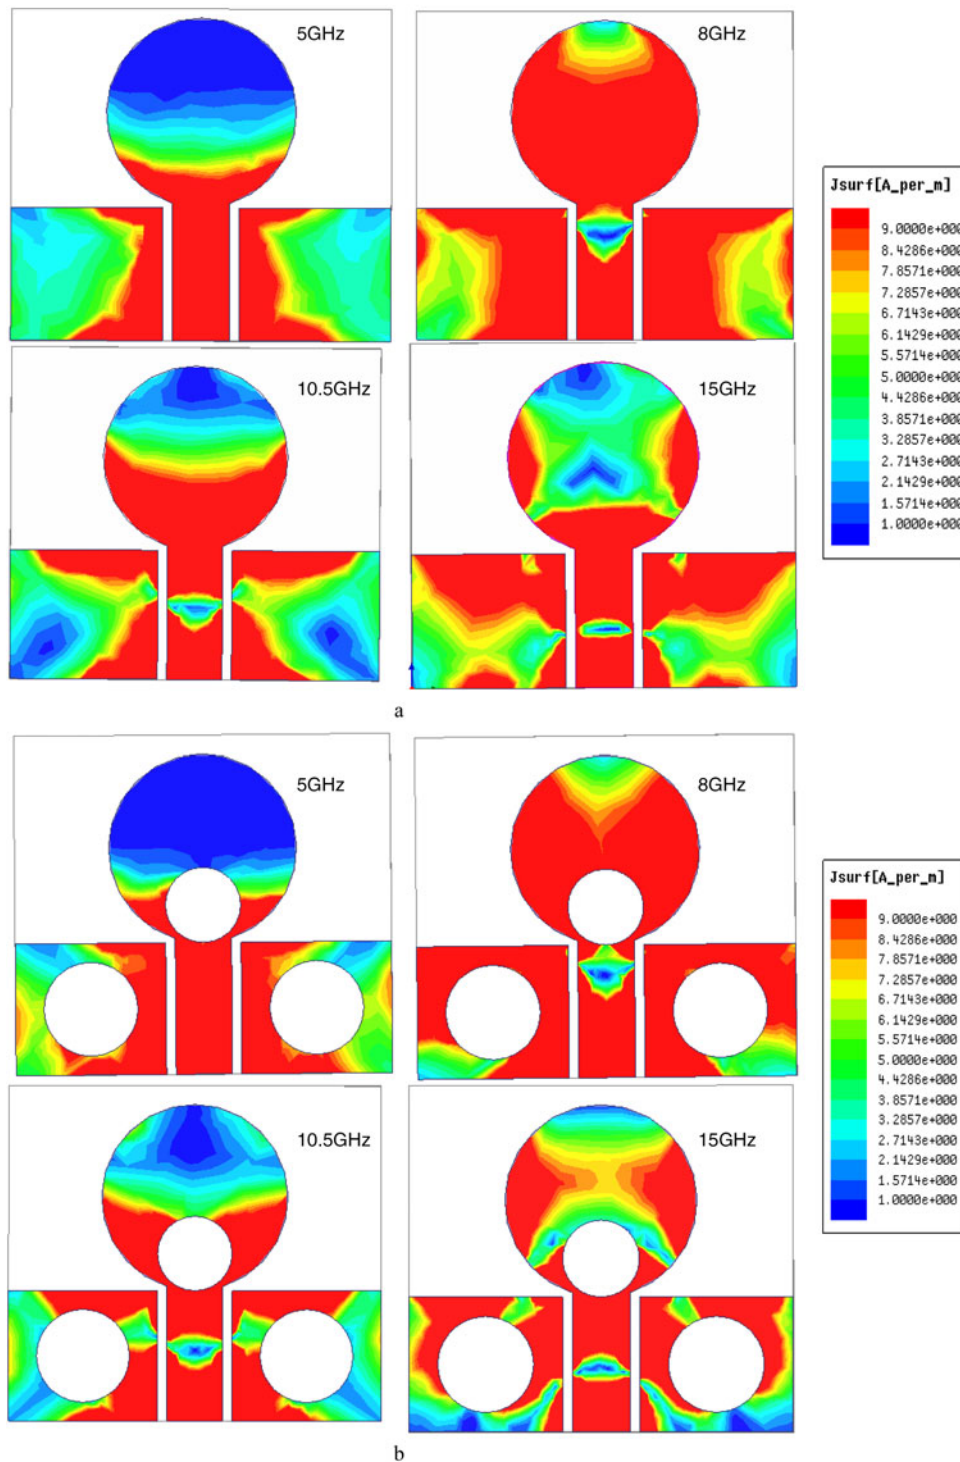 5GHz
8GHz
Jsurf[A_per_m]
9.0000e+000
8.4286e+000
7.8571e+000
7.2857e+000
6.7143e+000
6.1429e+000
5.5714e+000
5.0000e+000
4.4286e+000
3.8571e+000
3.2857e+000
2.7143e+000
2.1429e+000
1.5714e+000
1.0000e+000
10.5GHz
15GHz
a
5GHz
8GHz
Jsurf[A_per_m]
9.0000e+000
8.4286e+000
7.8571e+000
7.2857e+000
6.7143e+000
6.1429e+000
5.5714e+000
5.0000e+000
4.4286e+000
3.8571e+000
3.2857e+000
2.7143e+000
2.1429e+000
1.5714e+000
1.0000e+000
10.5GHz
15GHz
b